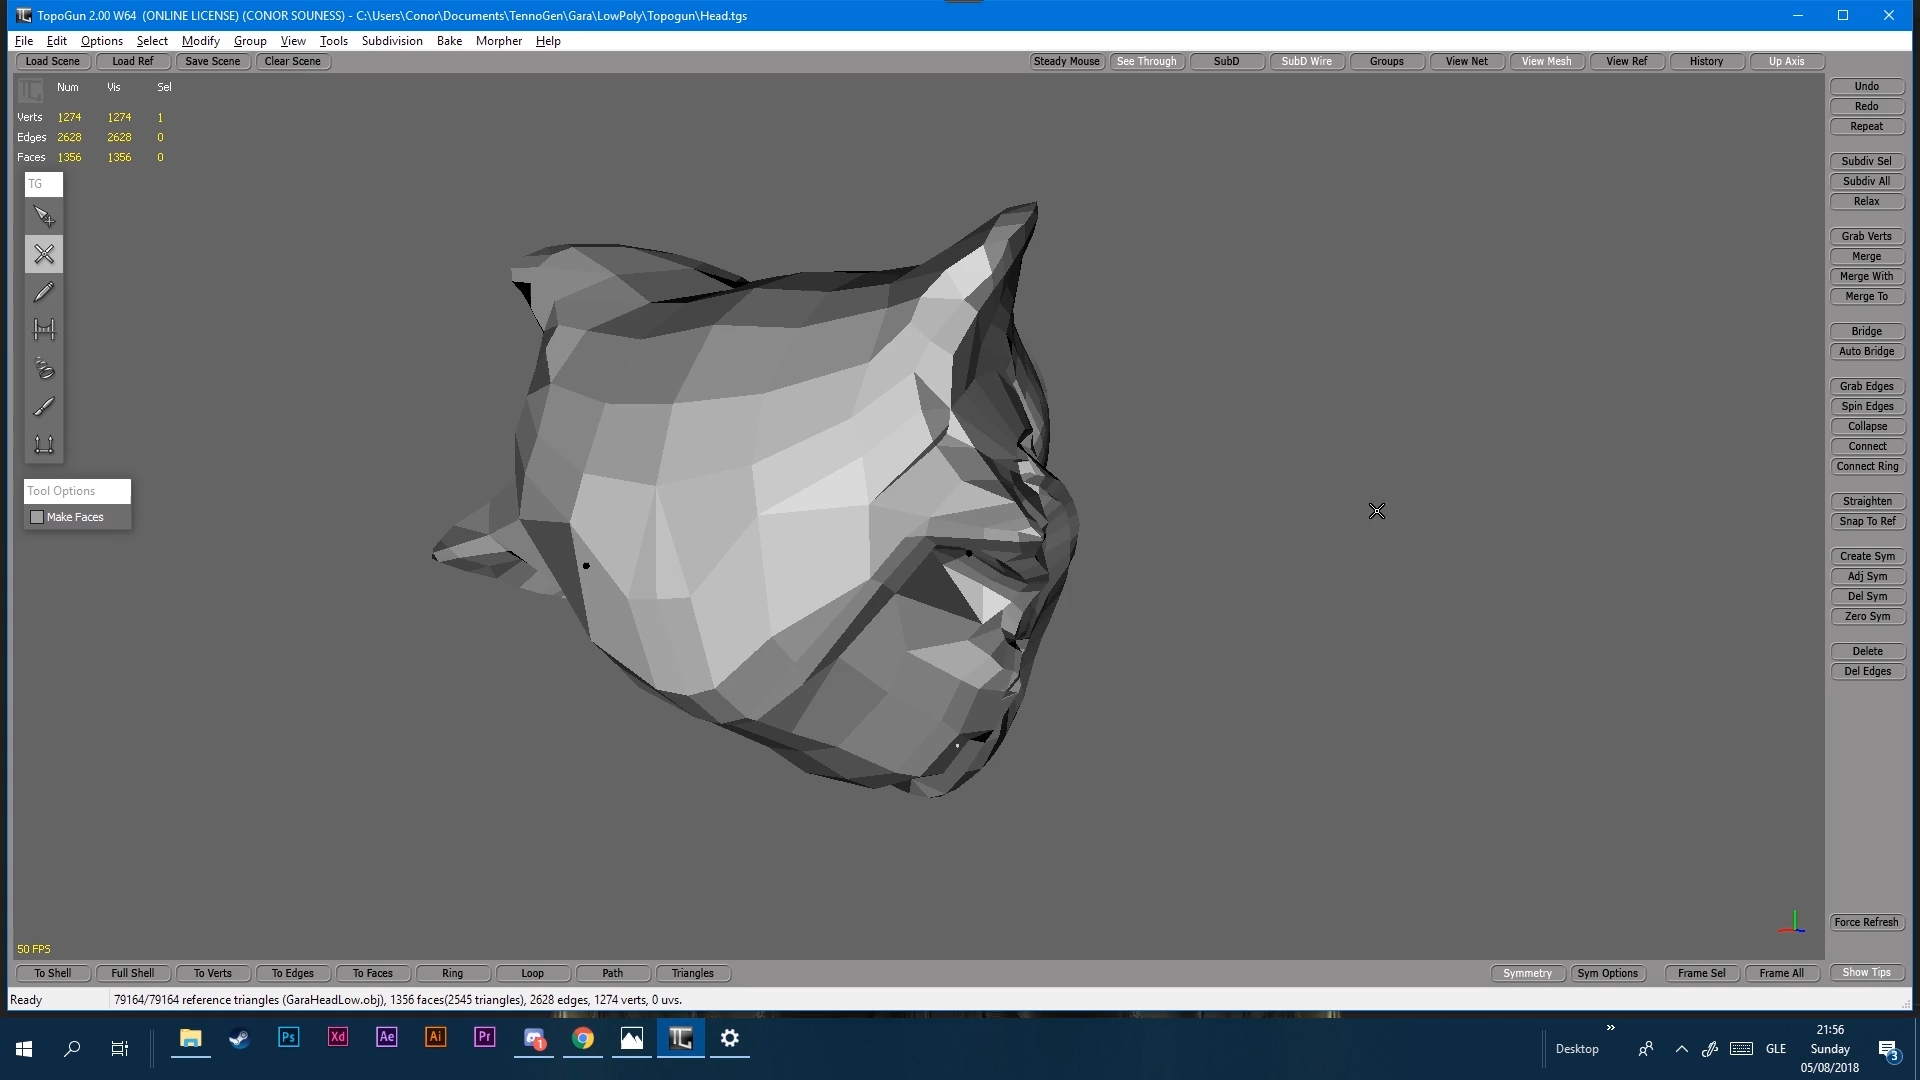 TopoGun 2.00 W64 (ONLINE LICENSE) (CONOR SOUNESS) - C:\Users\Conor\Documents\TennoGen\Gara\LowPoly\Topogun\Head.tgs
File Edit Options Select Modify Group View Tools Subdivision Bake Morpher Help
Load Scene Load Ref Save Scene Clear Scene Steady Mouse See Through SubD SubD Wire Groups View Net View Mesh View Ref History Up Axis
Num Vis Sel
Verts 1274 1274 1
Edges 2628 2628 0
Faces 1356 1356 0
TG
Tool Options
Make Faces
Undo
Redo
Repeat
Subdiv Sel
Subdiv All
Relax
Grab Verts
Merge
Merge With
Merge To
Bridge
Auto Bridge
Grab Edges
Spin Edges
Collapse
Connect
Connect Ring
Straighten
Snap To Ref
Create Sym
Adj Sym
Del Sym
Zero Sym
Delete
Del Edges
Force Refresh
50 FPS
To Shell Full Shell To Verts To Edges To Faces Ring Loop Path Triangles Symmetry Sym Options Frame Sel Frame All Show Tips
Ready 79164/79164 reference triangles (GaraHeadLow.obj), 1356 faces(2545 triangles), 2628 edges, 1274 verts, 0 uvs.
Ps Xd Ae Ai Pr 1
Desktop
GLE
21:56
Sunday
05/08/2018
3